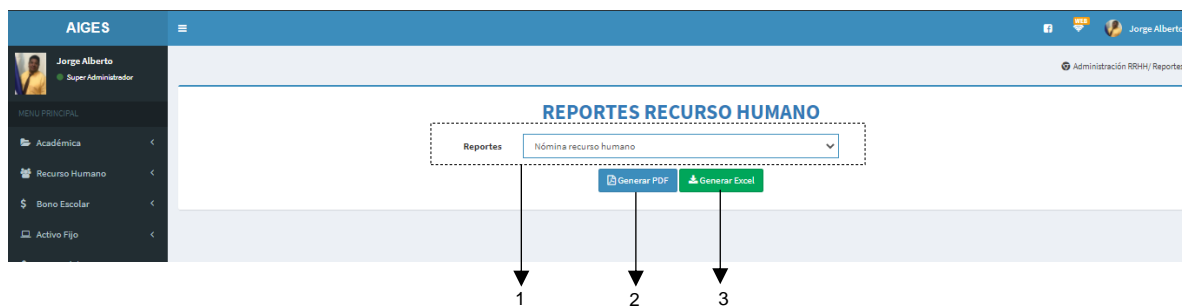 AIGES
WEB
Jorge Alberto
Jorge Alberto
Super Administrador
Administración RRHH/ Reportes
MENU PRINCIPAL
REPORTES RECURSO HUMANO
Académica
Reportes
Nómina recurso humano
Recurso Humano
Generar PDF
Generar Excel
$ Bono Escolar
Activo Fijo
1
2
3